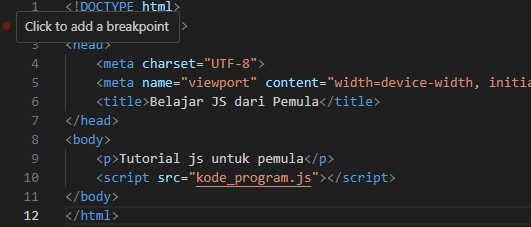 1 <!DOCTYPE html>
Click to add a breakpoint >
3 <head>
4 <meta charset="UTF-8">
5 <meta name="viewport" content="width=device-width, initia
6 <title>Belajar JS dari Pemula</title>
7 </head>
8 <body>
9 <p>Tutorial js untuk pemula</p>
10 <script src="kode_program.js"></script>
11 </body>
12 </html>